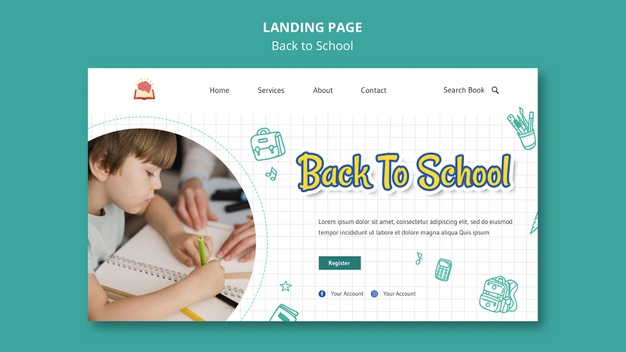 LANDING PAGE
Back to School
Home Services About Contact Search Book
Back To School
Lorem ipsum dolor sit amet, consectetur adipiscing elit, sed diusm
tempor incididunt ut labore et dolore magna aliqua Quis ipsum
Register
Your Account Your Account